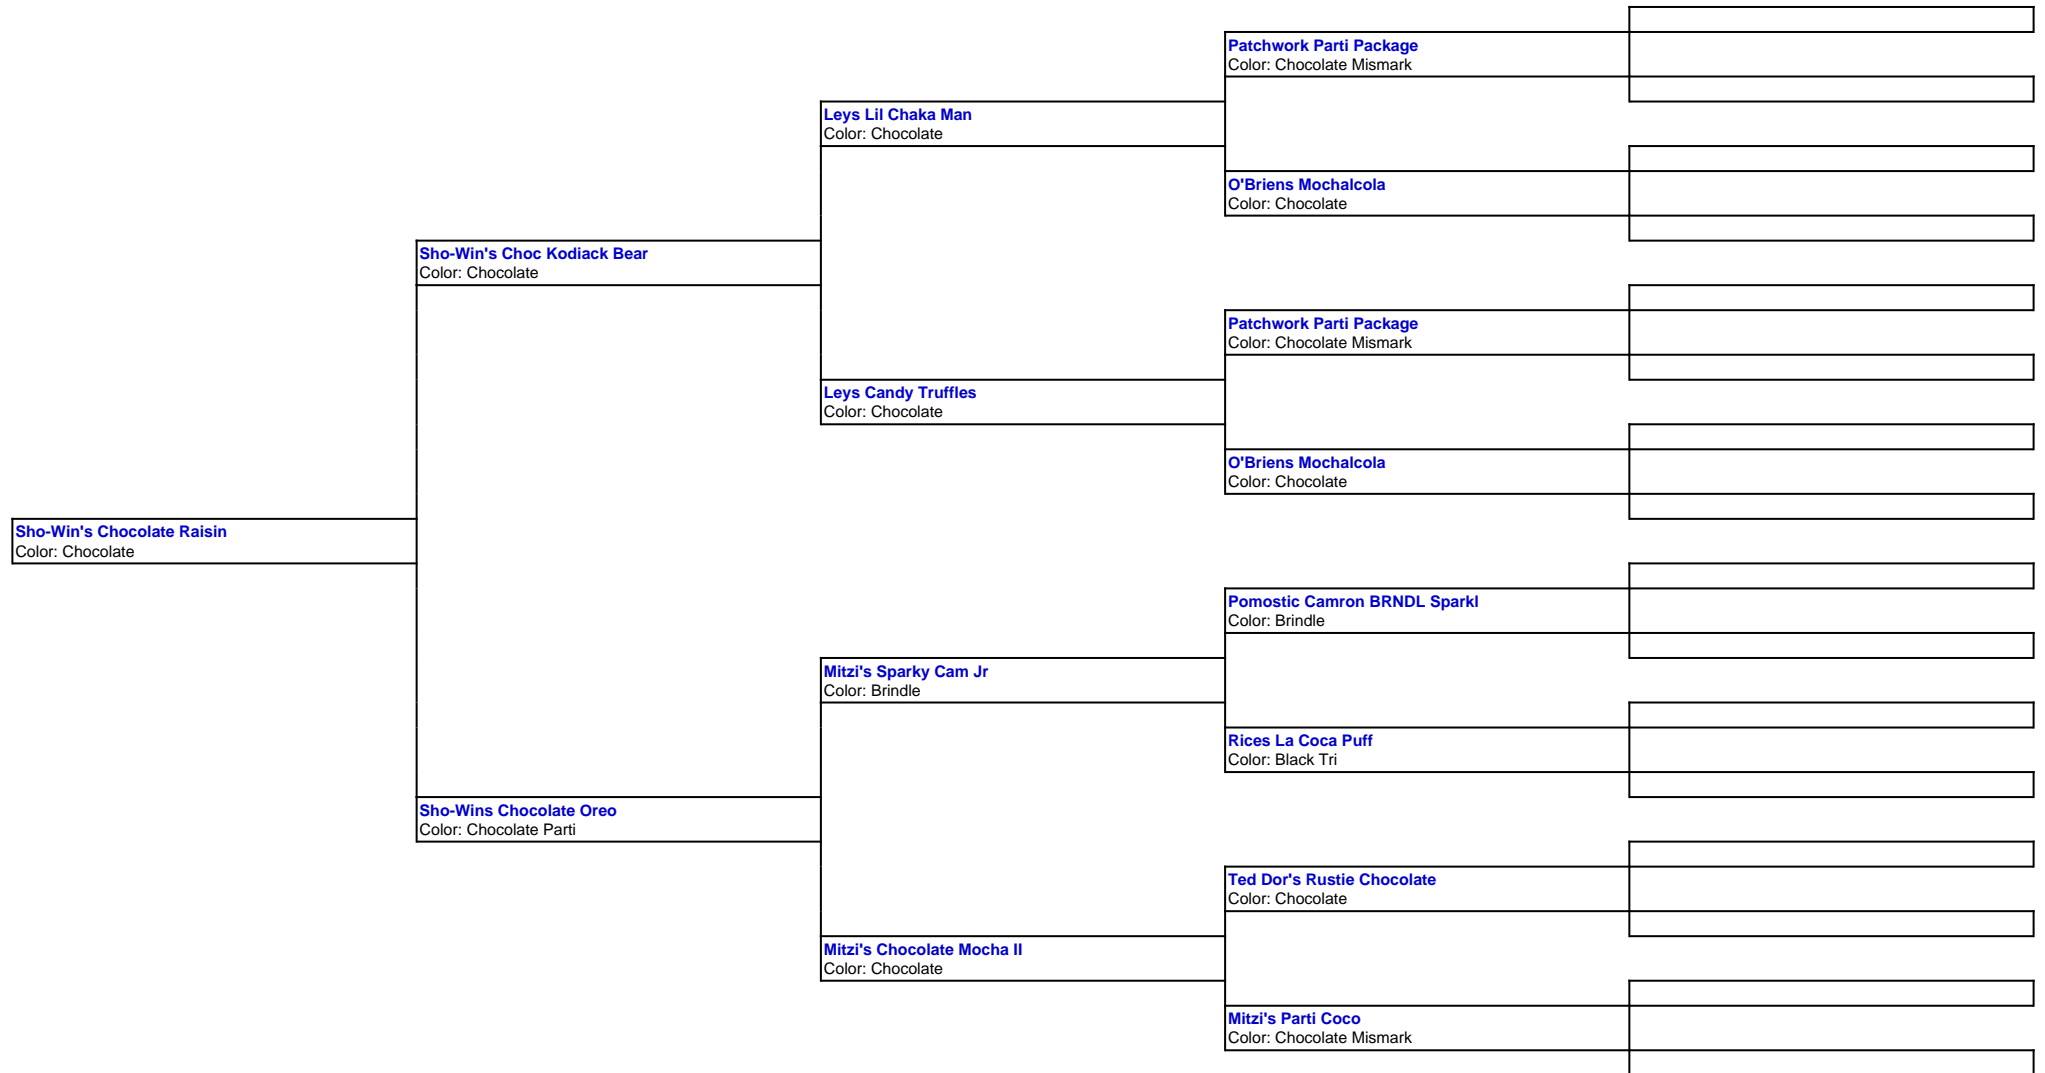 Patchwork Parti Package
Color: Chocolate Mismark
Leys Lil Chaka Man
Color: Chocolate
O'Briens Mochalcola
Color: Chocolate
Sho-Win's Choc Kodiack Bear
Color: Chocolate
Patchwork Parti Package
Color: Chocolate Mismark
Leys Candy Truffles
Color: Chocolate
O'Briens Mochalcola
Color: Chocolate
Sho-Win's Chocolate Raisin
Color: Chocolate
Pomostic Camron BRNDL Sparkl
Color: Brindle
Mitzi's Sparky Cam Jr
Color: Brindle
Rices La Coca Puff
Color: Black Tri
Sho-Wins Chocolate Oreo
Color: Chocolate Parti
Ted Dor's Rustie Chocolate
Color: Chocolate
Mitzi's Chocolate Mocha II
Color: Chocolate
Mitzi's Parti Coco
Color: Chocolate Mismark